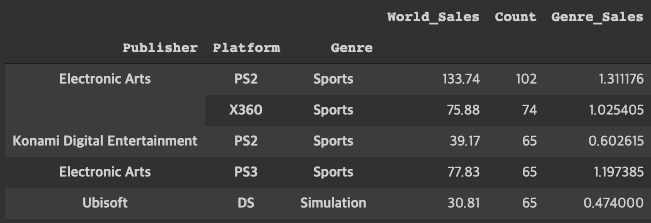 World_Sales Count Genre_Sales
Publisher Platform Genre
Electronic Arts PS2 Sports 133.74 102 1.311176
X360 Sports 75.88 74 1.025405
Konami Digital Entertainment PS2 Sports 39.17 65 0.602615
Electronic Arts PS3 Sports 77.83 65 1.197385
Ubisoft DS Simulation 30.81 65 0.474000